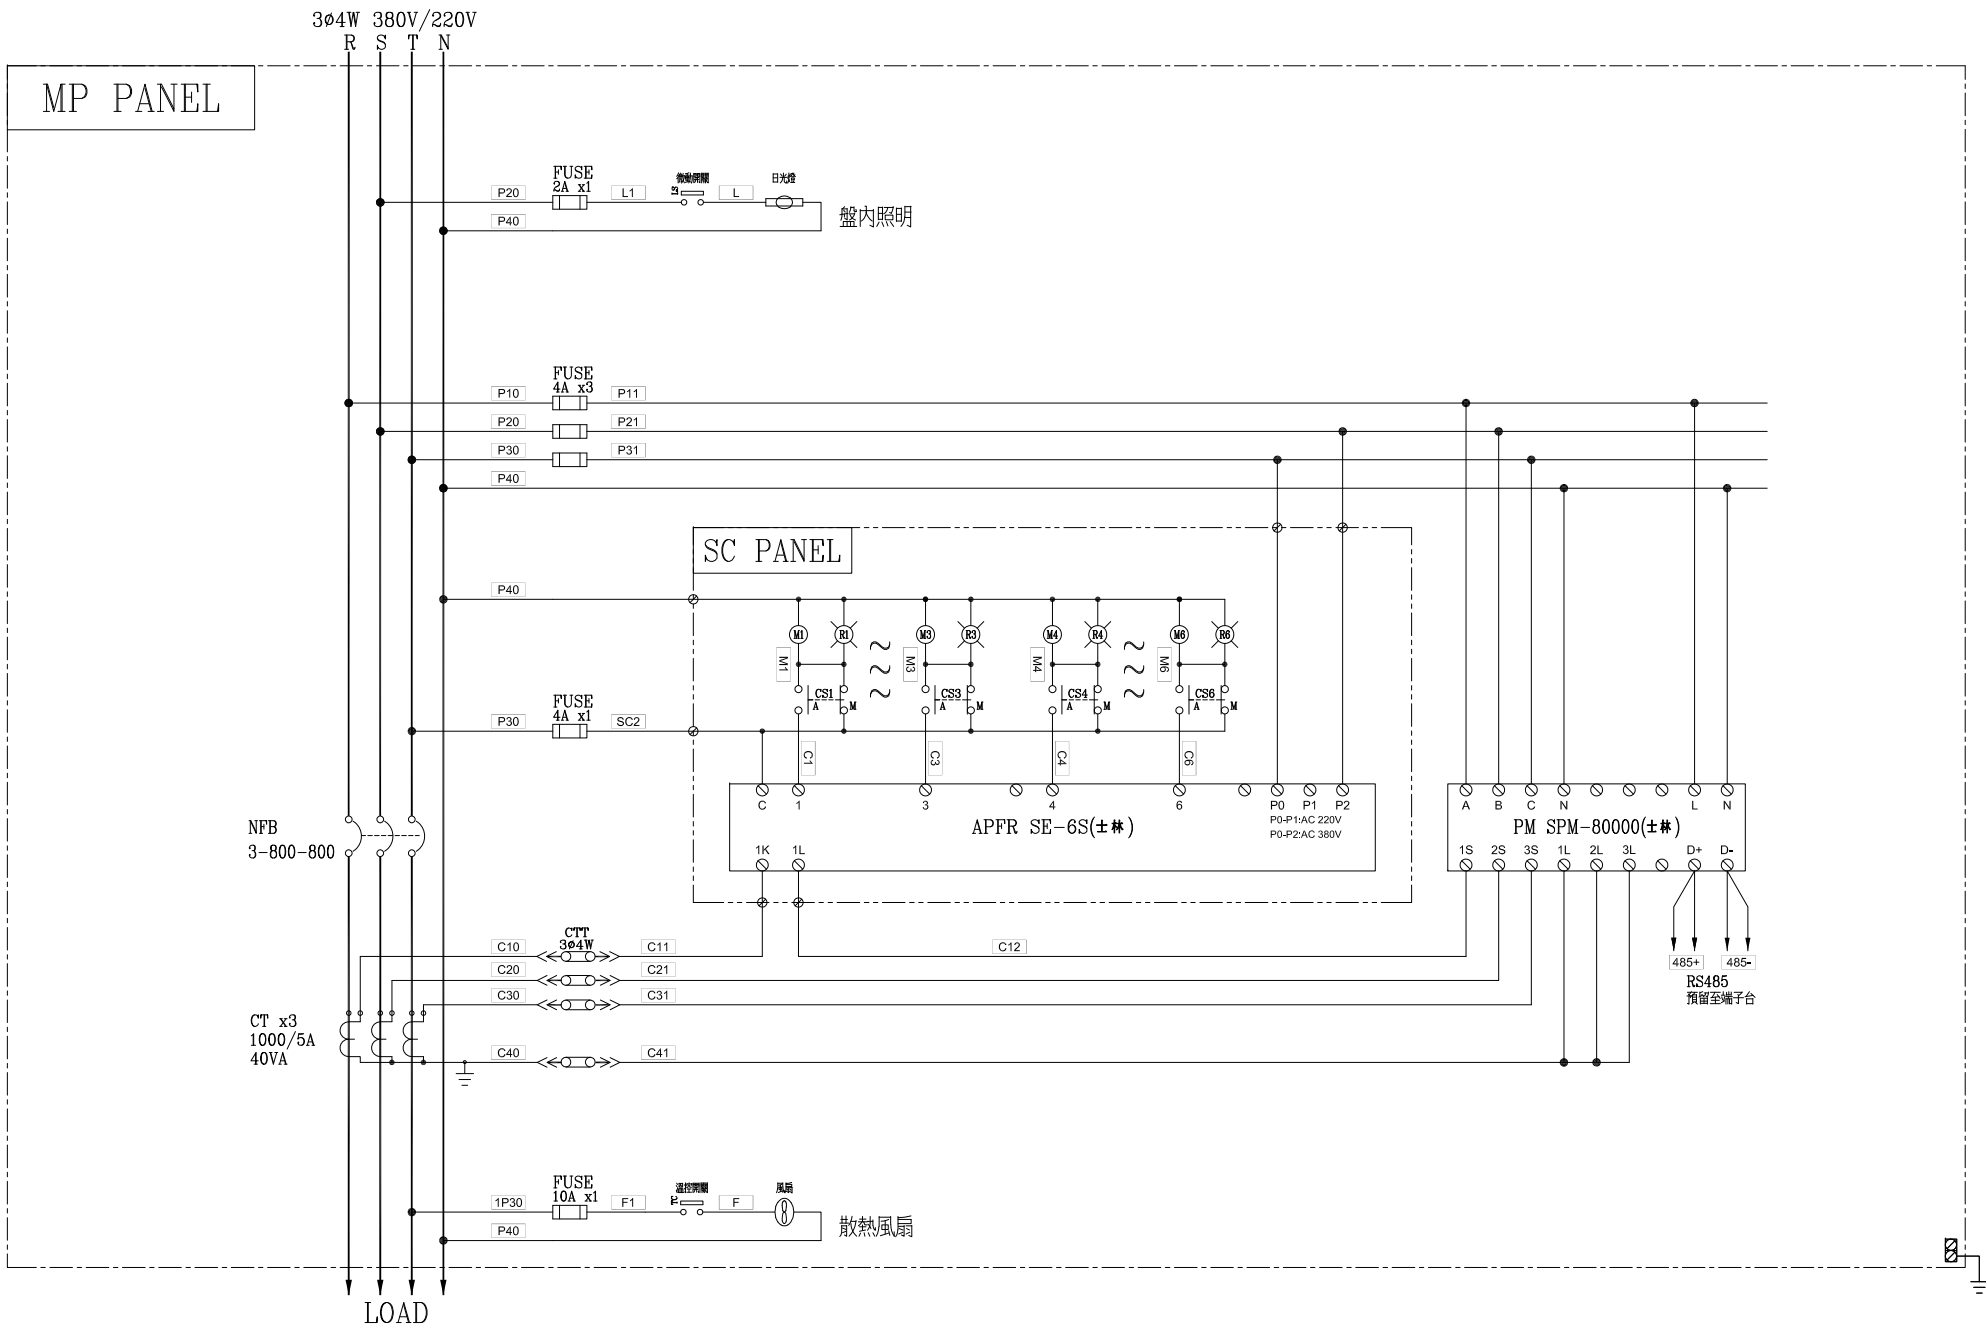 3ø4W 380V/220V
R S T N
MP PANEL
FUSE
2A x1
P20
L1
微動開關
LS
L
日光燈
P40
盤內照明
FUSE
4A x3
P10
P11
P20
P21
P30
P31
P40
SC PANEL
P40
M1 R1 M3 R3 M4 R4 M6 R6
M1 M3 M4 M6
CS1 CS3 CS4 CS6
A M A M A M A M
FUSE
4A x1
P30
SC2
C1 C3 C4 C6
C 1 3 4 6 P0 P1 P2
APFR SE-6S(士林)
P0-P1:AC 220V
P0-P2:AC 380V
1K 1L
A B C N L N
PM SPM-80000(士林)
1S 2S 3S 1L 2L 3L D+ D-
NFB
3-800-800
CTT
3ø4W
C10
C11
C12
C20
C21
C30
C31
C40
C41
485+ 485-
RS485
預留至端子台
CT x3
1000/5A
40VA
FUSE
10A x1
1P30
F1
溫控開關
F
風扇
P40
散熱風扇
LOAD